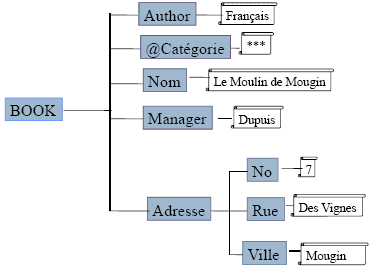 Author Français
@Catégorie ***
Nom Le Moulin de Mougin
BOOK
Manager Dupuis
No 7
Adresse Rue Des Vignes
Ville Mougin